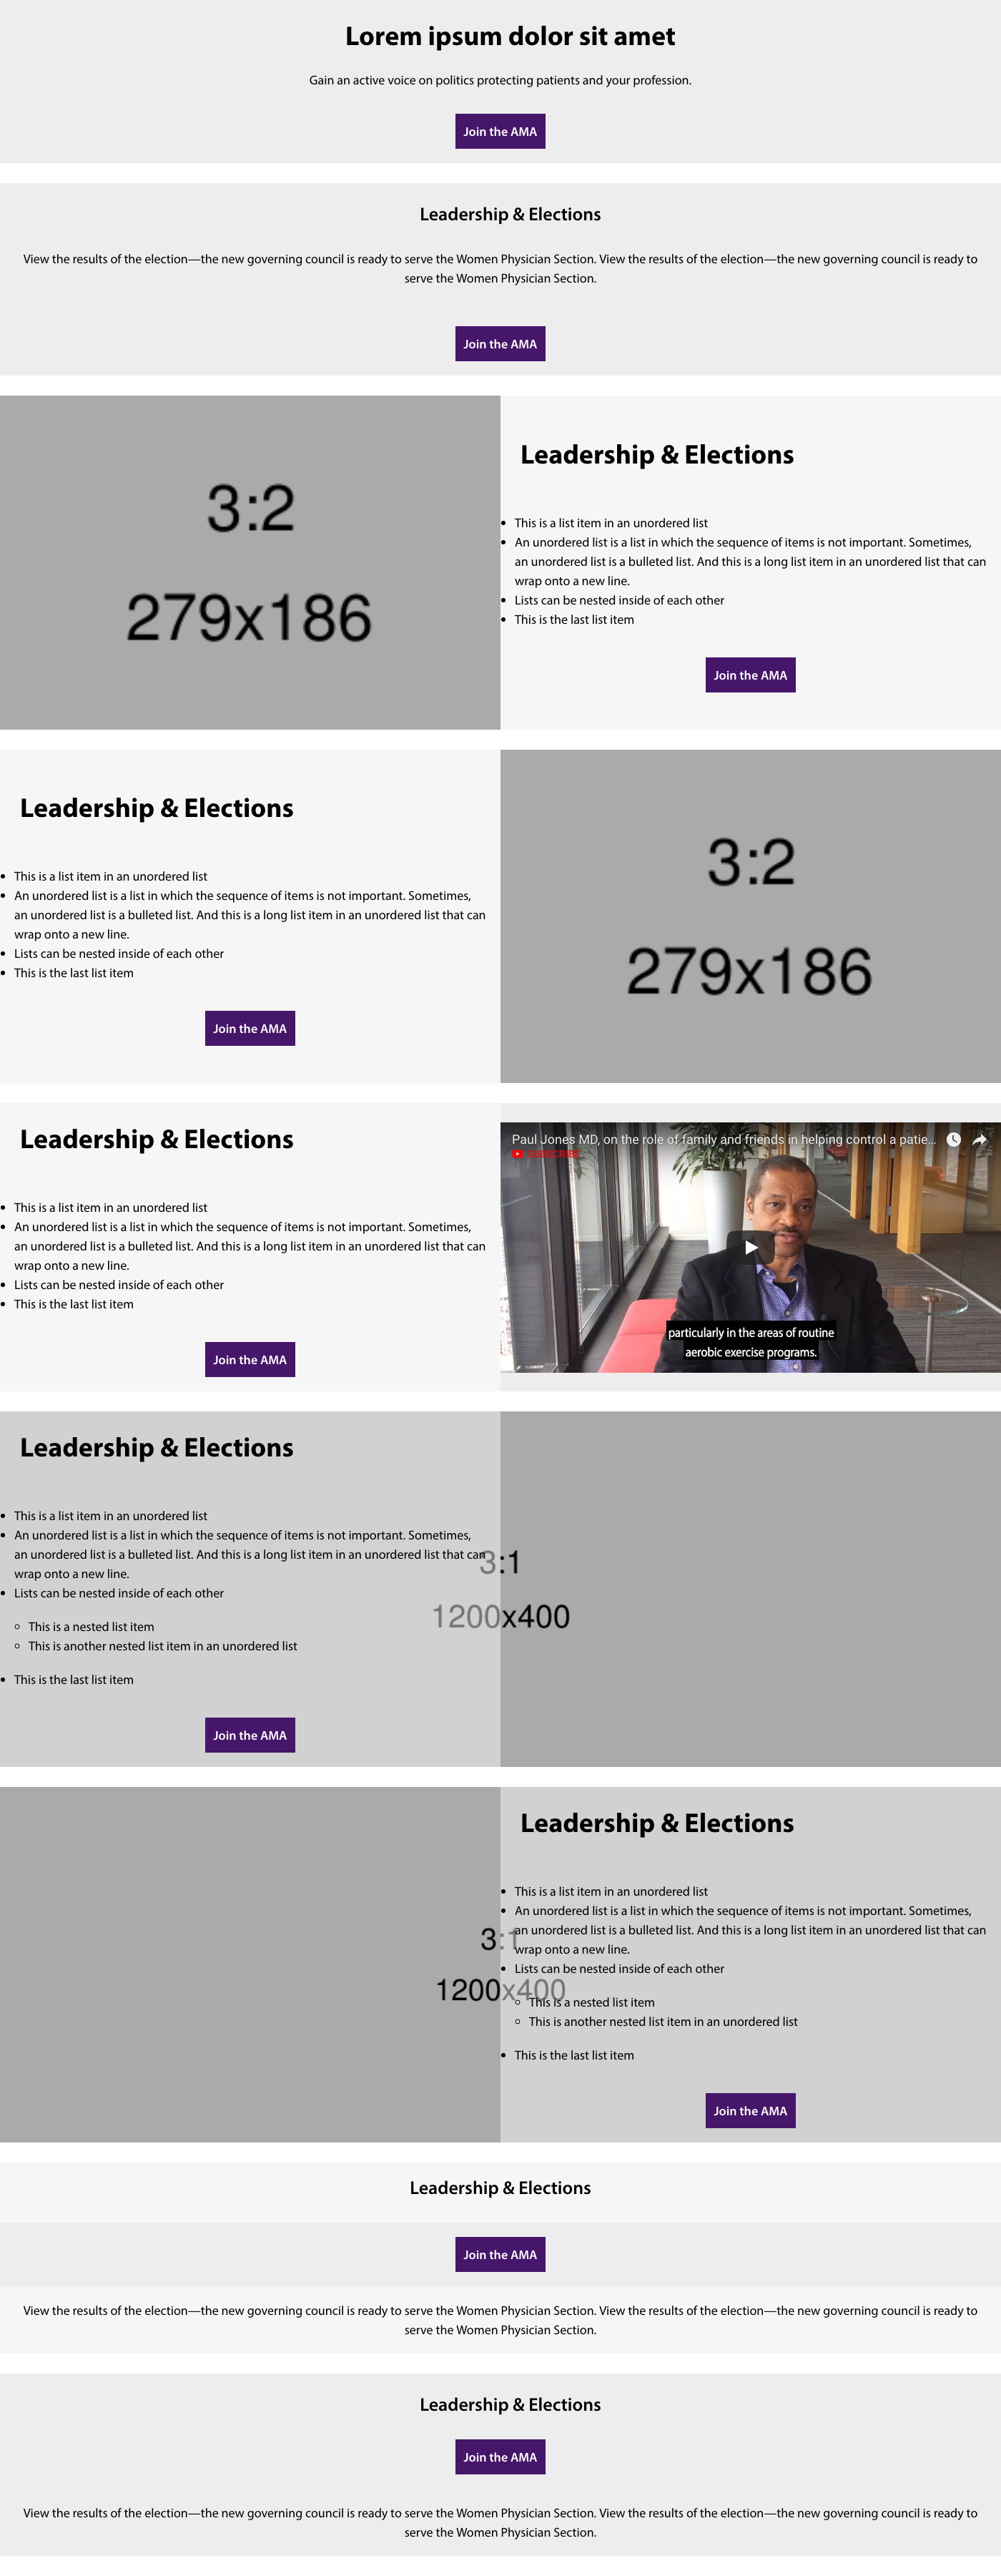 Lorem ipsum dolor sit amet
Gain an active voice on politics protecting patients and your profession.
Join the AMA
Leadership & Elections
View the results of the election—the new governing council is ready to serve the Women Physician Section. View the results of the election—the new governing council is ready to
serve the Women Physician Section.
Join the AMA
3:2
279x186
Leadership & Elections
This is a list item in an unordered list
An unordered list is a list in which the sequence of items is not important. Sometimes,
an unordered list is a bulleted list. And this is a long list item in an unordered list that can
wrap onto a new line.
Lists can be nested inside of each other
This is the last list item
Join the AMA
Leadership & Elections
This is a list item in an unordered list
An unordered list is a list in which the sequence of items is not important. Sometimes,
an unordered list is a bulleted list. And this is a long list item in an unordered list that can
wrap onto a new line.
Lists can be nested inside of each other
This is the last list item
Join the AMA
3:2
279x186
Leadership & Elections
This is a list item in an unordered list
An unordered list is a list in which the sequence of items is not important. Sometimes,
an unordered list is a bulleted list. And this is a long list item in an unordered list that can
wrap onto a new line.
Lists can be nested inside of each other
This is the last list item
Join the AMA
Paul Jones MD, on the role of family and friends in helping control a patie...
SUBSCRIBE
particularly in the areas of routine
aerobic exercise programs.
Leadership & Elections
This is a list item in an unordered list
An unordered list is a list in which the sequence of items is not important. Sometimes,
an unordered list is a bulleted list. And this is a long list item in an unordered list that can
wrap onto a new line.
Lists can be nested inside of each other
This is a nested list item
This is another nested list item in an unordered list
This is the last list item
Join the AMA
3:1
1200x400
Leadership & Elections
This is a list item in an unordered list
An unordered list is a list in which the sequence of items is not important. Sometimes,
an unordered list is a bulleted list. And this is a long list item in an unordered list that can
wrap onto a new line.
Lists can be nested inside of each other
This is a nested list item
This is another nested list item in an unordered list
This is the last list item
Join the AMA
3:1
1200x400
Leadership & Elections
Join the AMA
View the results of the election—the new governing council is ready to serve the Women Physician Section. View the results of the election—the new governing council is ready to
serve the Women Physician Section.
Leadership & Elections
Join the AMA
View the results of the election—the new governing council is ready to serve the Women Physician Section. View the results of the election—the new governing council is ready to
serve the Women Physician Section.